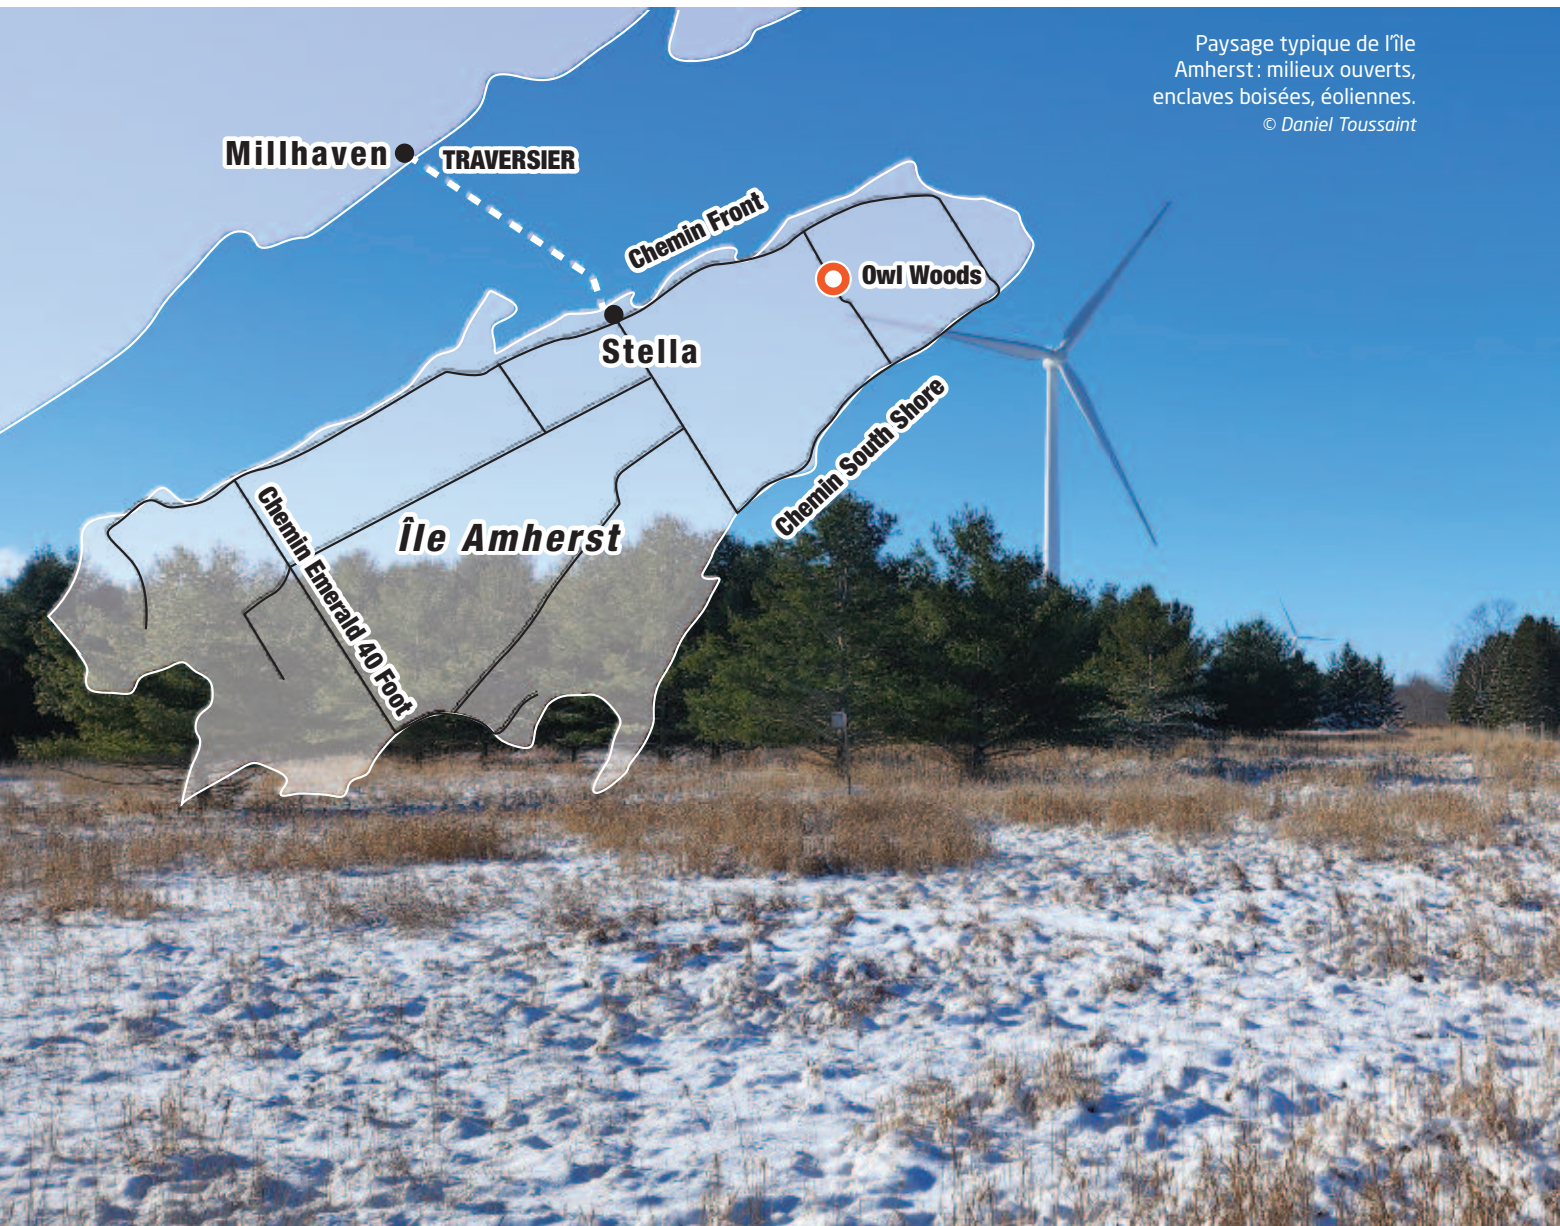 Paysage typique de l'île
Amherst : milieux ouverts,
enclaves boisées, éoliennes.
© Daniel Toussaint
Millhaven
TRAVERSIER
Chemin Front
Owl Woods
Stella
Chemin South Shore
Île Amherst
Chemin Emerald 40 Foot